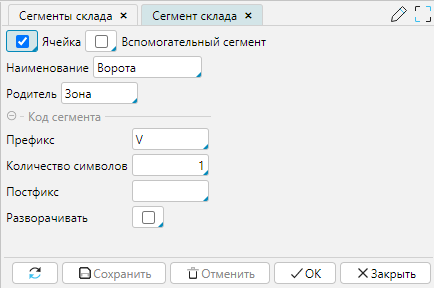 Сегменты склада × Сегмент склада ×
Ячейка Вспомогательный сегмент
Наименование Ворота
Родитель Зона
Код сегмента
Префикс V
Количество символов 1
Постфикс
Разворачивать
Сохранить Отменить OK Закрыть